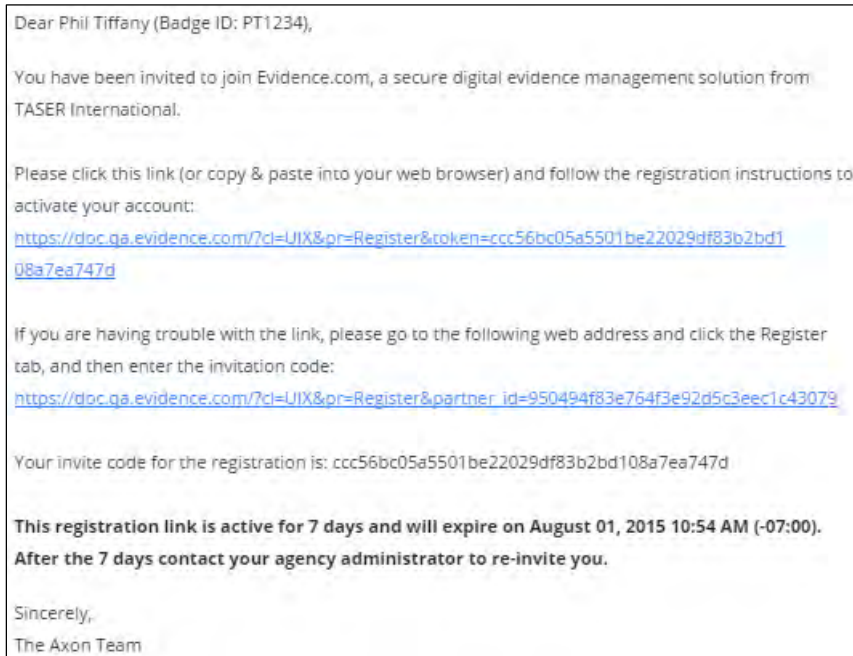 Dear Phil Tiffany (Badge ID: PT1234),
You have been invited to join Evidence.com, a secure digital evidence management solution from
TASER International.
Please click this link (or copy & paste into your web browser) and follow the registration instructions to
activate your account:
https://doc.qa.evidence.com/?cl=UIX&pr=Register&token=ccc56bc05a5501be22029df83b2bd1
08a7ea747d
If you are having trouble with the link, please go to the following web address and click the Register
tab, and then enter the invitation code:
https://doc.qa.evidence.com/?cl=UIX&pr=Register&partner_id=950494f83e764f3e92d5c3eec1c43079
Your invite code for the registration is: ccc56bc05a5501be22029df83b2bd108a7ea747d
This registration link is active for 7 days and will expire on August 01, 2015 10:54 AM (-07:00).
After the 7 days contact your agency administrator to re-invite you.
Sincerely,
The Axon Team